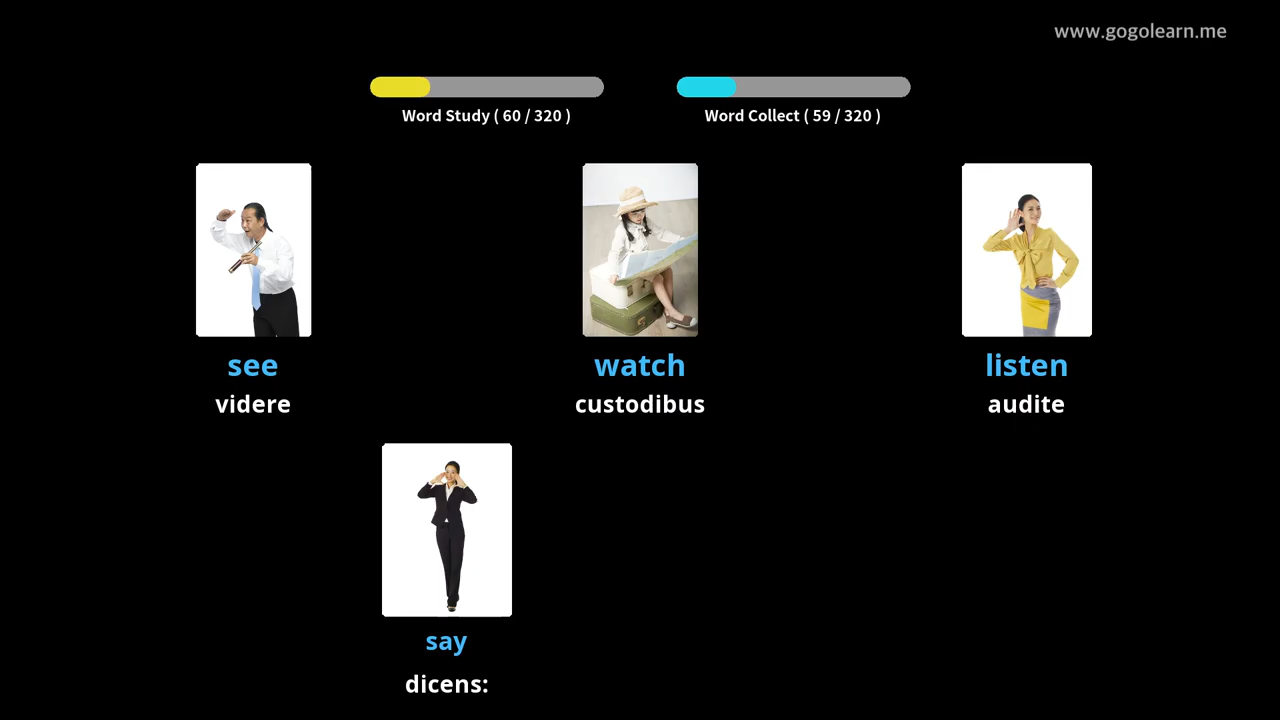 www.gogolearn.me
Word Study ( 60 / 320 )
Word Collect ( 59 / 320 )
see
watch
listen
videre
custodibus
audite
say
dicens: